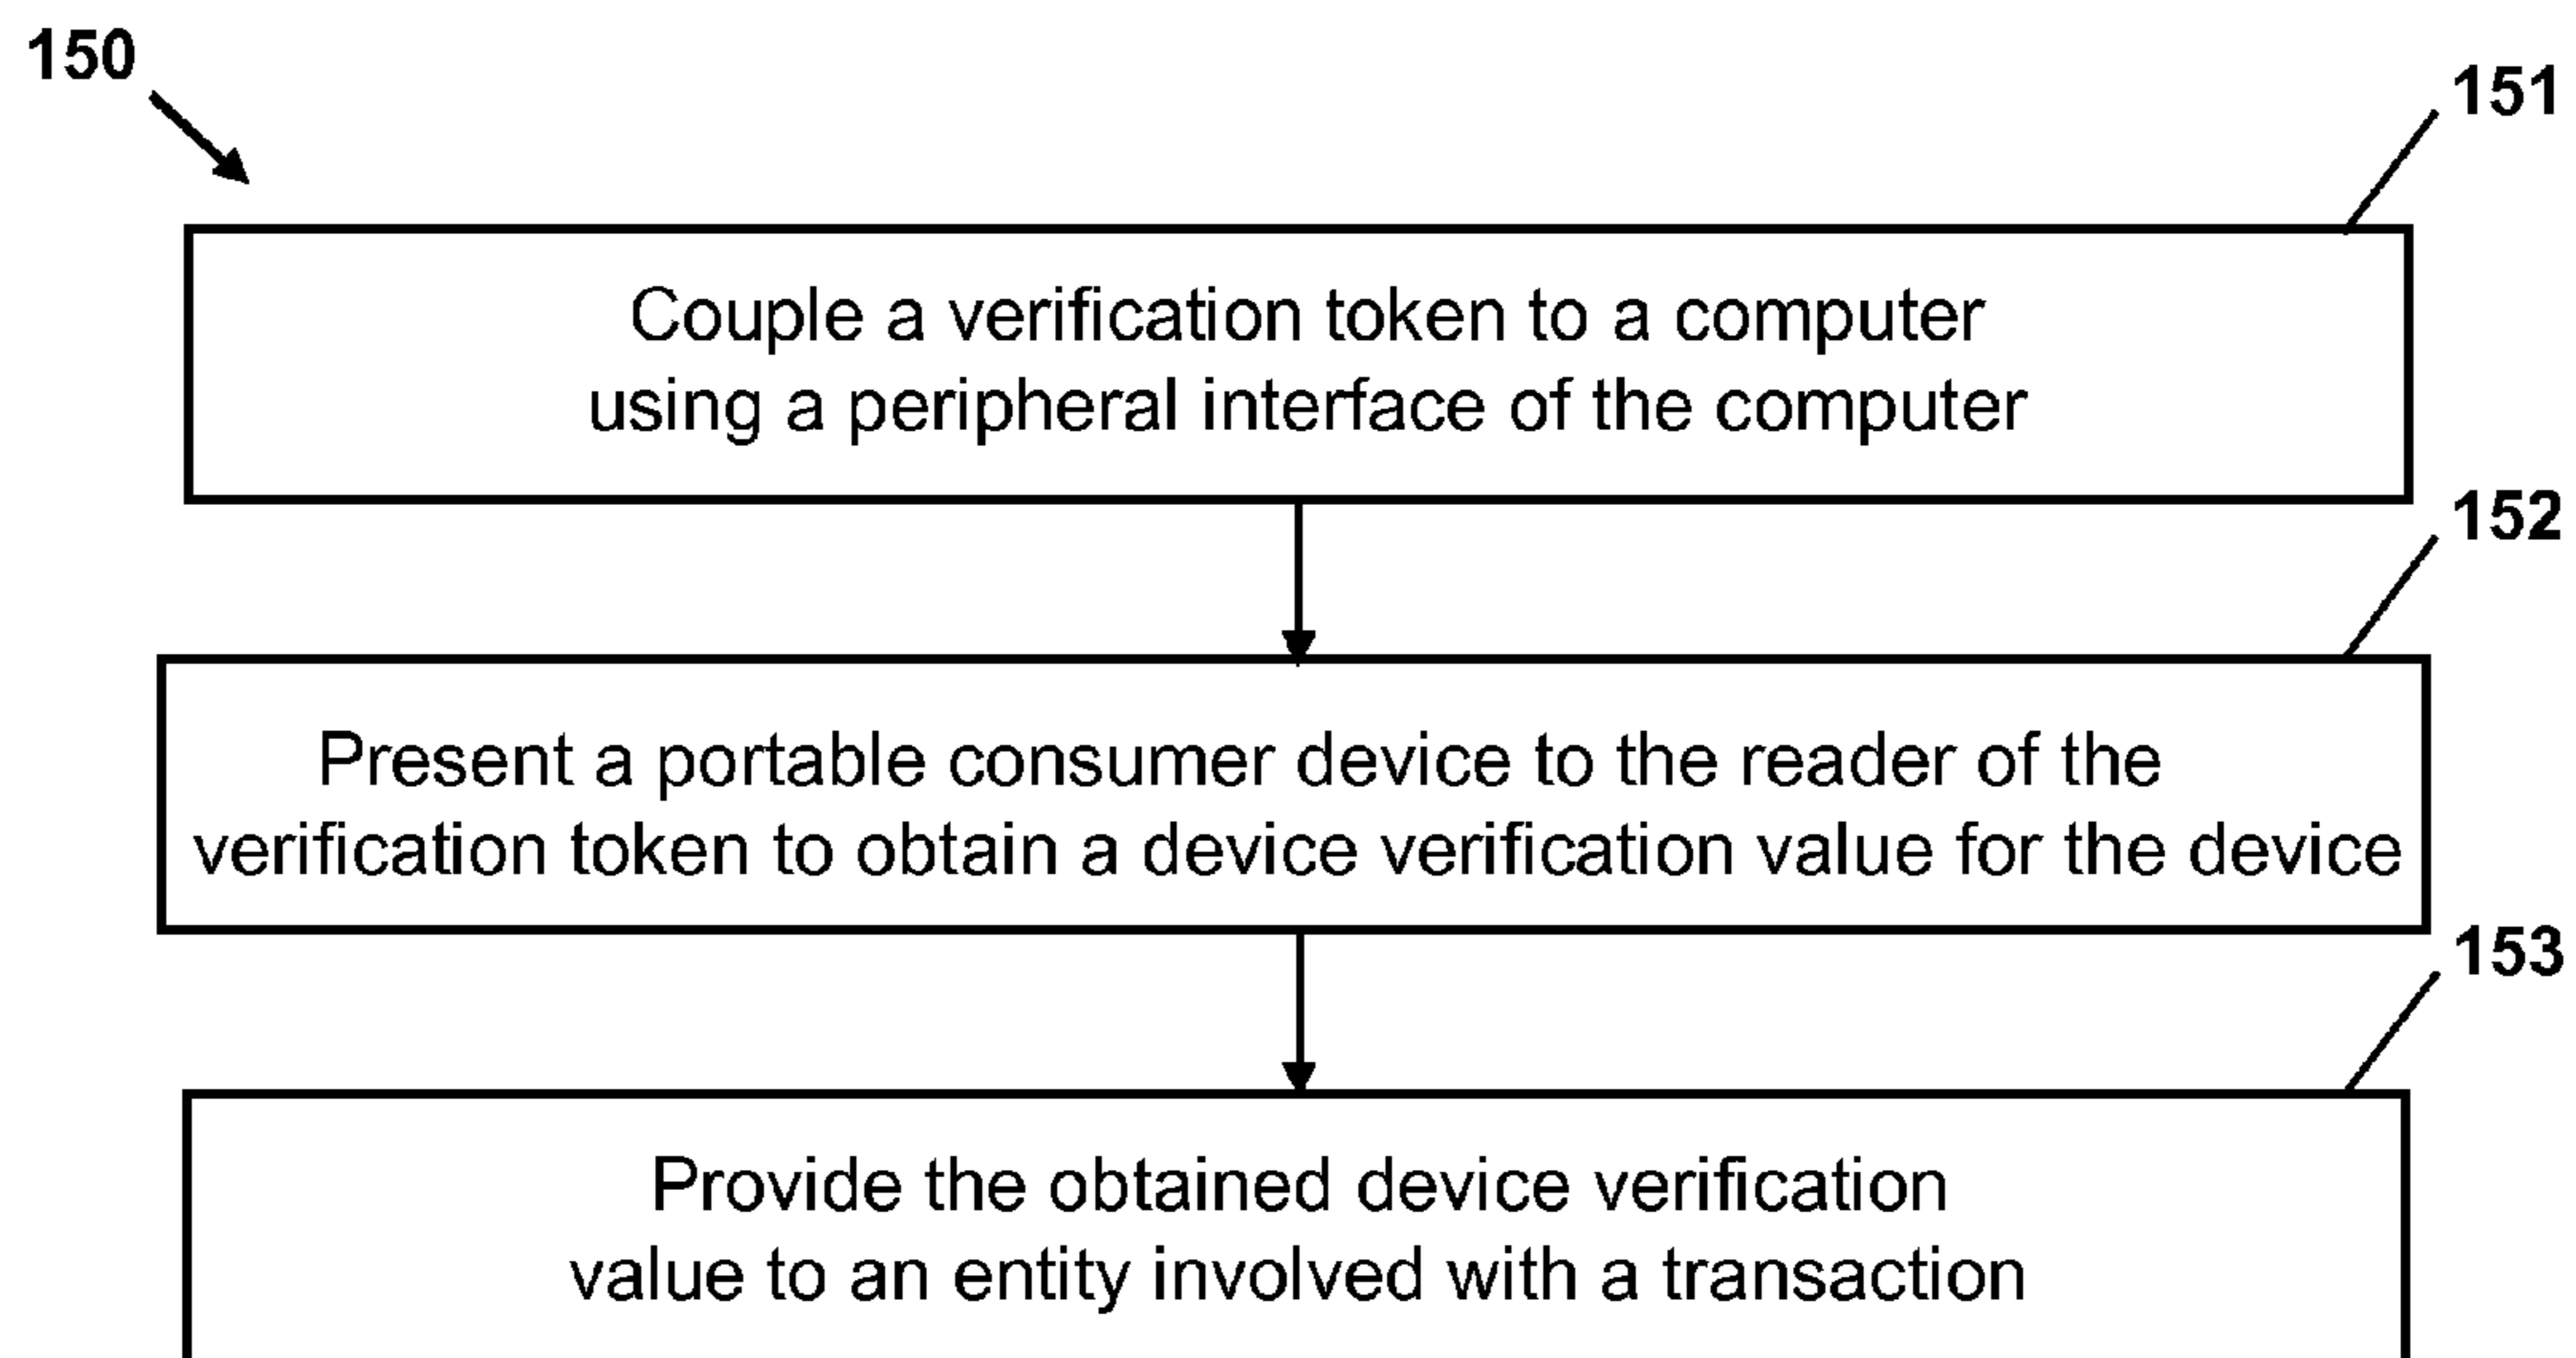 150
151
Couple a verification token to a computer
using a peripheral interface of the computer
152
Present a portable consumer device to the reader of the
verification token to obtain a device verification value for the device
153
Provide the obtained device verification
value to an entity involved with a transaction